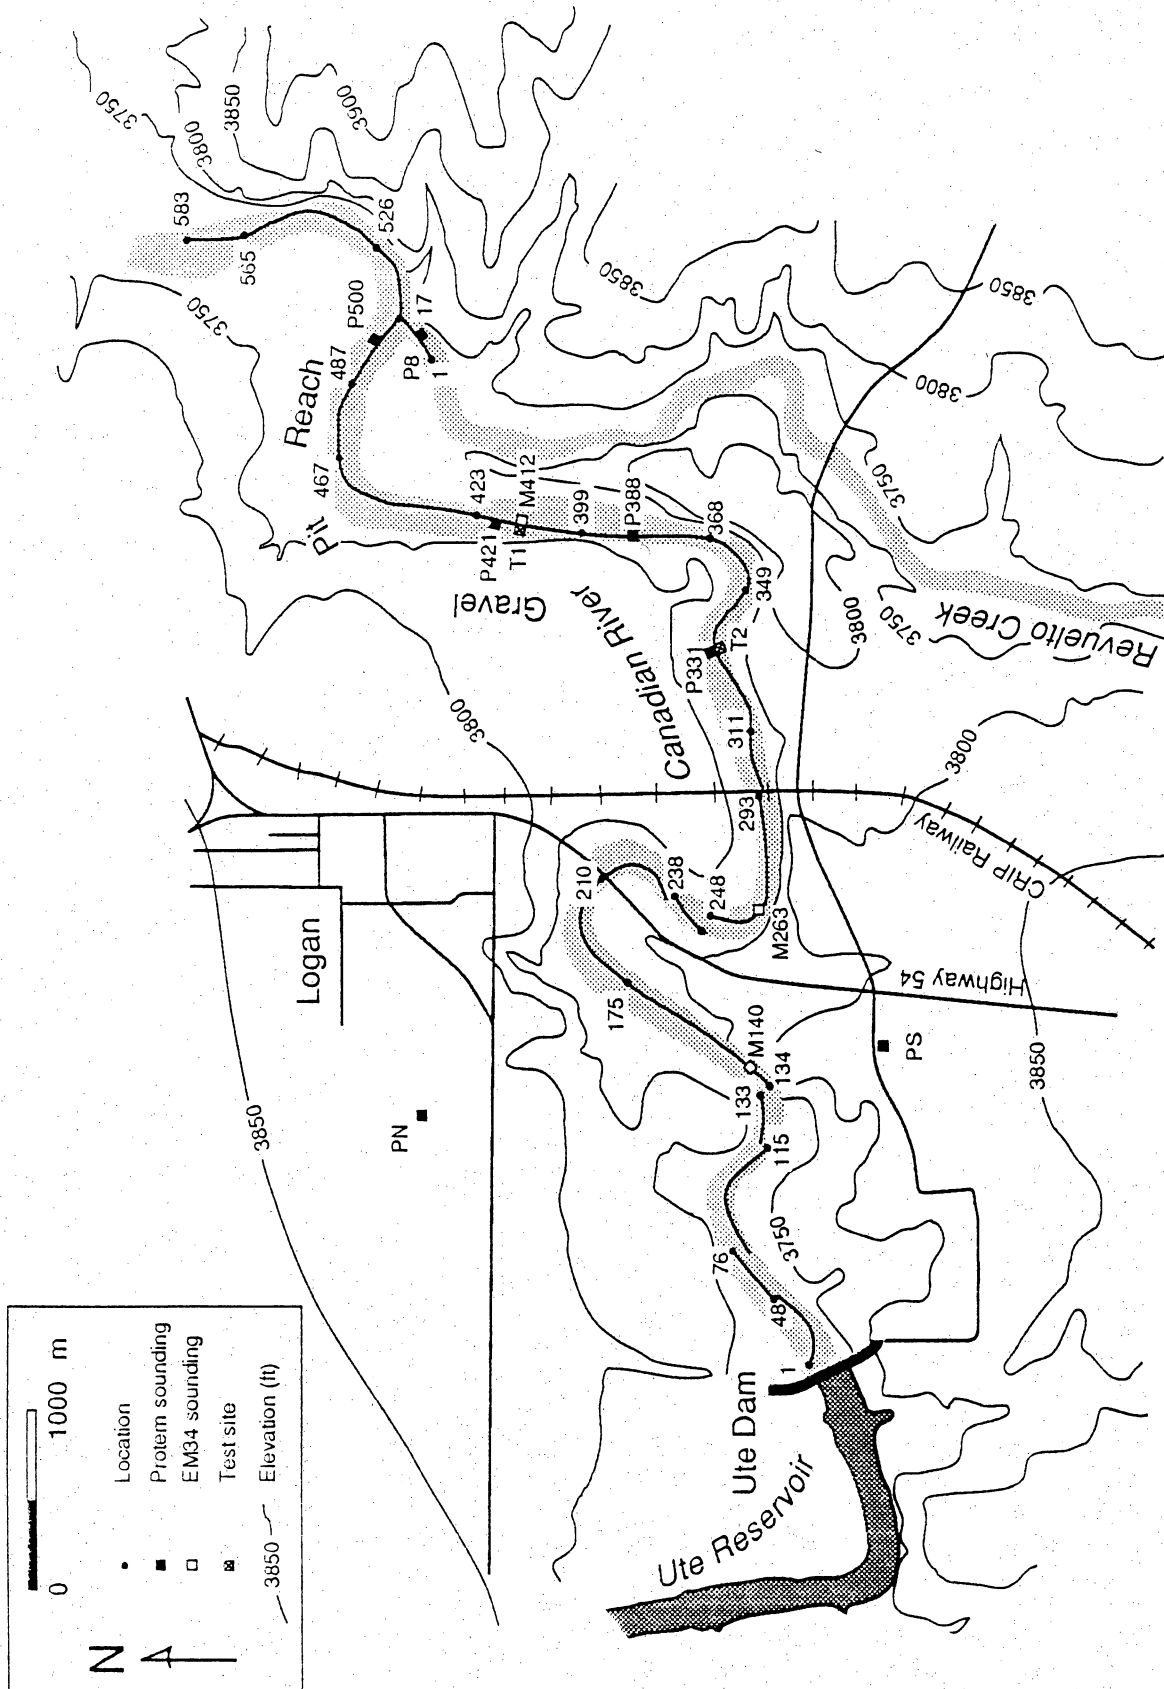 N
0 1000 m
Location
Protem sounding
EM34 sounding
Test site
3850 Elevation (ft)
3850
Logan
PN
3800
Pit
Reach
Gravel
Canadian River
3750
3750
3800
3850
3900
583
565
526
P500
487
467
17
P8
1
423
M412
P421
T1
399
P388
368
349
T2
P331
311
293
248
238
210
M263
175
M140
134
133
115
76
48
1
3750
Ute Dam
Ute Reservoir
PS
Highway 54
CRIP Railway
3850
3800
3800
3750
3750
Revuelto Creek
3850
3850
3800